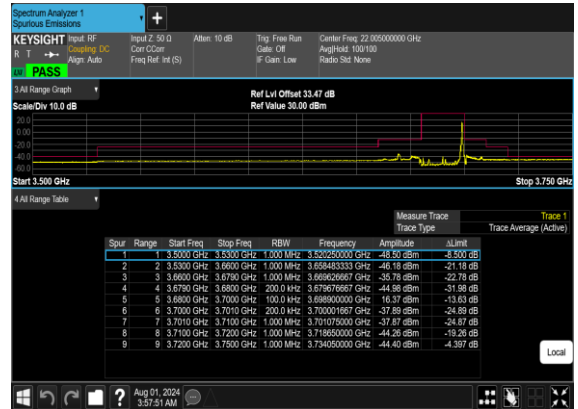 Spectrum Analyzer 1
Spurious Emissions
+
KEYSIGHT Input: RF Input Z: 50 Ω Atten: 10 dB Trig: Free Run Center Freq: 22.005000000 GHz
R T Coupling: DC Corr CCorr Gate: Off Avg|Hold: 100/100
Align: Auto Freq Ref: Int (S) IF Gain: Low Radio Std: None
PASS
3 All Range Graph
Ref Lvl Offset 33.47 dB
Scale/Div 10.0 dB Ref Value 30.00 dBm
20.0
0.00
-20.0
-40.0
-60.0
Start 3.500 GHz Stop 3.750 GHz
4 All Range Table
Measure Trace Trace 1
Trace Type Trace Average (Active)
Spur Range Start Freq Stop Freq RBW Frequency Amplitude ΔLimit
1 1 3.5000 GHz 3.5300 GHz 1.000 MHz 3.520250000 GHz -48.50 dBm -8.500 dB
2 2 3.5300 GHz 3.6600 GHz 1.000 MHz 3.658483333 GHz -46.18 dBm -21.18 dB
3 3 3.6600 GHz 3.6790 GHz 1.000 MHz 3.669626667 GHz -35.78 dBm -22.78 dB
4 4 3.6790 GHz 3.6800 GHz 200.0 kHz 3.679676667 GHz -44.98 dBm -31.98 dB
5 5 3.6800 GHz 3.7000 GHz 100.0 kHz 3.698900000 GHz 16.37 dBm -13.63 dB
6 6 3.7000 GHz 3.7010 GHz 200.0 kHz 3.700001667 GHz -37.89 dBm -24.89 dB
7 7 3.7010 GHz 3.7100 GHz 1.000 MHz 3.701075000 GHz -37.87 dBm -24.87 dB
8 8 3.7100 GHz 3.7200 GHz 1.000 MHz 3.718650000 GHz -44.26 dBm -19.26 dB
9 9 3.7200 GHz 3.7500 GHz 1.000 MHz 3.734050000 GHz -44.40 dBm -4.397 dB
Local
? Aug 01, 2024
3:57:51 AM